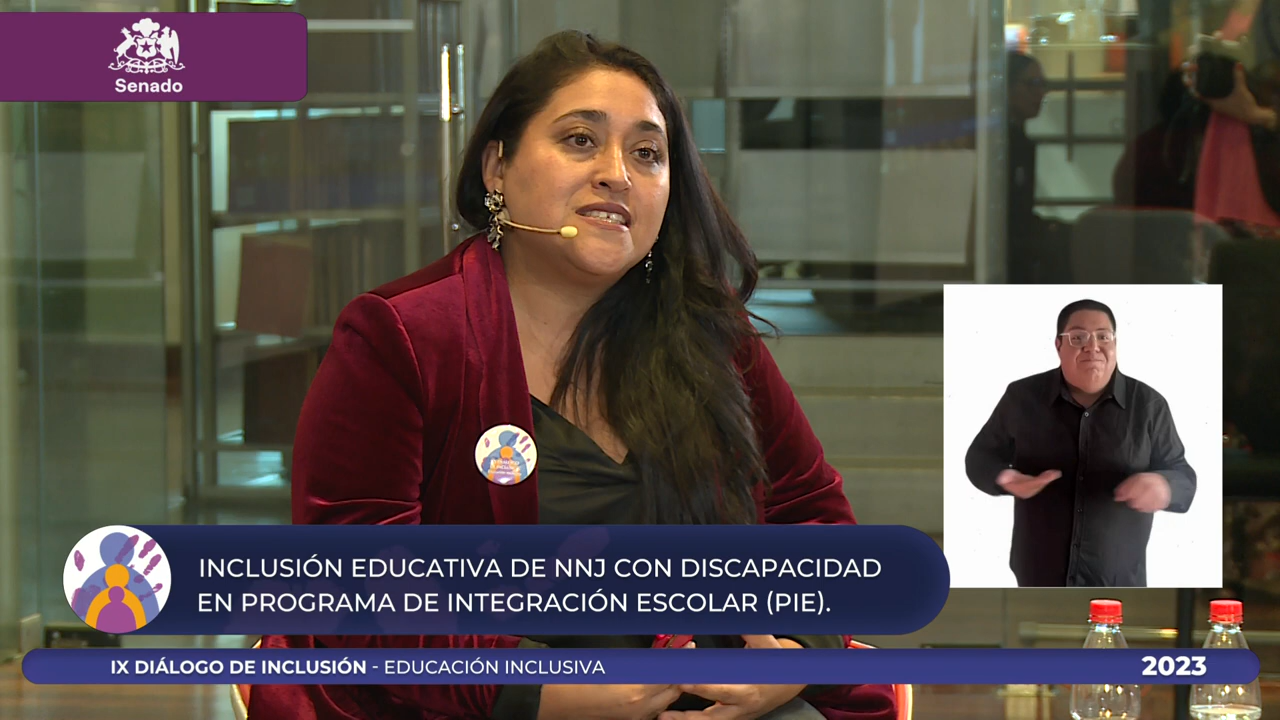 Senado
INCLUSIÓN EDUCATIVA DE NNJ CON DISCAPACIDAD
EN PROGRAMA DE INTEGRACIÓN ESCOLAR (PIE).
IX DIÁLOGO DE INCLUSIÓN - EDUCACIÓN INCLUSIVA
2023